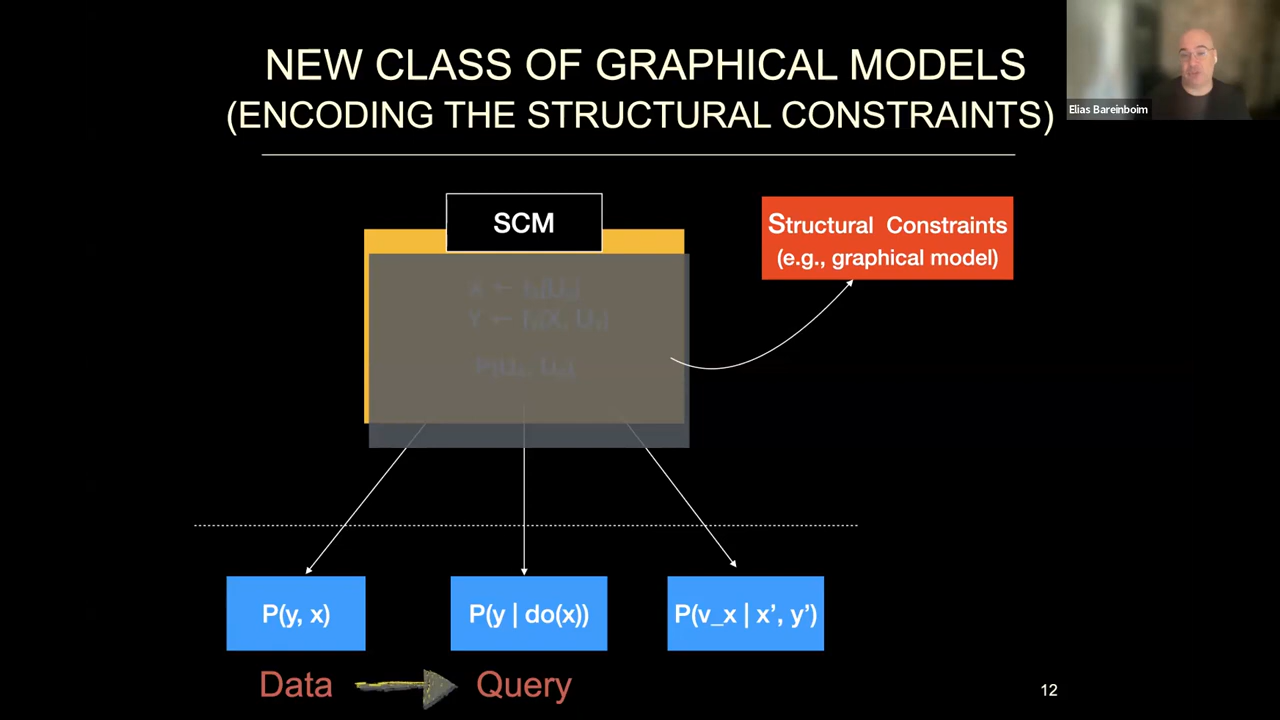 NEW CLASS OF GRAPHICAL MODELS
(ENCODING THE STRUCTURAL CONSTRAINTS)
Elias Bareinboim
SCM
Structural Constraints
(e.g., graphical model)
P(y, x)
P(y | do(x))
P(v_x | x’, y’)
Data
Query
12